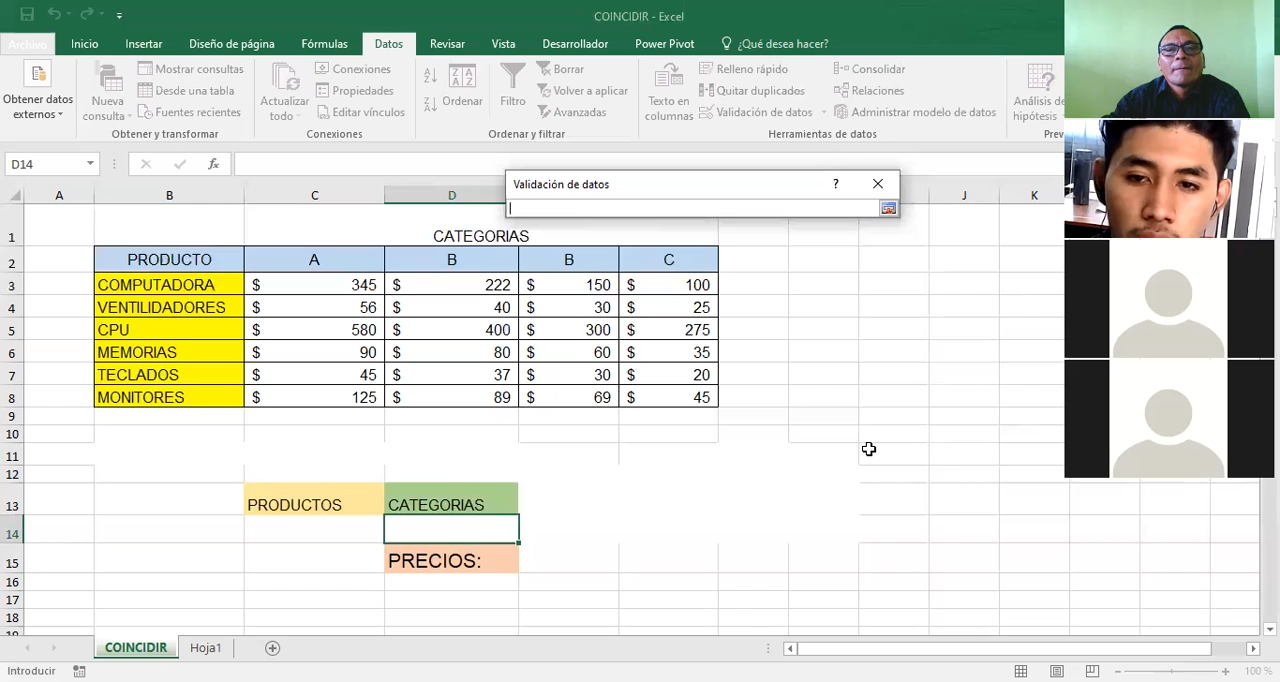 COINCIDIR - Excel
Archivo Inicio Insertar Diseño de página Fórmulas Datos Revisar Vista Desarrollador Power Pivot ¿Qué desea hacer?
Obtener datos externos
Nueva consulta
Mostrar consultas
Desde una tabla
Fuentes recientes
Obtener y transformar
Actualizar todo
Conexiones
Propiedades
Editar vínculos
Conexiones
Ordenar
Filtro
Borrar
Volver a aplicar
Avanzadas
Ordenar y filtrar
Texto en columnas
Relleno rápido
Quitar duplicados
Validación de datos
Consolidar
Relaciones
Administrar modelo de datos
Herramientas de datos
Análisis de hipótesis
Prev
D14 fx
Validación de datos ? ×
A B C D J K
1 CATEGORIAS
2 PRODUCTO A B B C
3 COMPUTADORA $ 345 $ 222 $ 150 $ 100
4 VENTILIDADORES $ 56 $ 40 $ 30 $ 25
5 CPU $ 580 $ 400 $ 300 $ 275
6 MEMORIAS $ 90 $ 80 $ 60 $ 35
7 TECLADOS $ 45 $ 37 $ 30 $ 20
8 MONITORES $ 125 $ 89 $ 69 $ 45
9
10
11
12
13 PRODUCTOS CATEGORIAS
14
15 PRECIOS:
16
17
18
COINCIDIR Hoja1
Introducir 100 %